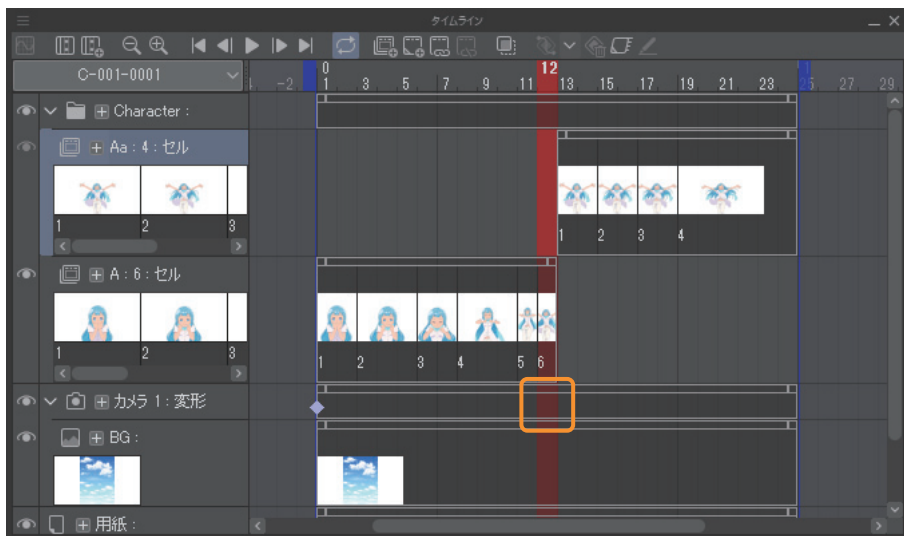 タイムライン
C-001-0001
-2
0
12
1
1 3 5 7 9 11 13 15 17 19 21 23 25 27 29
Character :
Aa : 4 : セル
1 2 3
1 2 3 4
A : 6 : セル
1 2 3
1 2 3 4 5 6
カメラ 1 : 変形
BG :
用紙 :